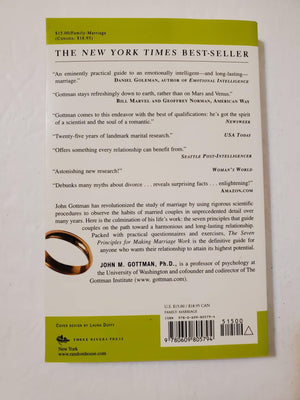 $15.00/Family/Marriage
(Canada: $18.95)
THE NEW YORK TIMES BEST-SELLER
"An eminently practical guide to an emotionally intelligent—and long-lasting—
marriage."
DANIEL GOLEMAN, AUTHOR OF EMOTIONAL INTELLIGENCE
"Gottman stays refreshingly down to earth, rather than on Mars and Venus."
BILL MARVEL AND GEOFFREY NORMAN, AMERICAN WAY
"Gottman comes to this endeavor with the best of qualifications: he's got the spirit
of a scientist and the soul of a romantic."
NEWSWEEK
"Twenty-five years of landmark marital research."
USA TODAY
"Offers something every relationship can benefit from."
SEATTLE POST-INTELLIGENCER
"Astonishing new research!"
WOMAN'S WORLD
"Debunks many myths about divorce . . . reveals surprising facts . . . enlightening!"
AMAZON.COM
John Gottman has revolutionized the study of marriage by using rigorous scientific
procedures to observe the habits of married couples in unprecedented detail over
many years. Here is the culmination of his life's work: the seven principles that guide
couples on the path toward a harmonious and long-lasting relationship.
Packed with practical questionnaires and exercises, The Seven
Principles for Making Marriage Work is the definitive guide for
anyone who wants their relationship to attain its highest potential.
JOHN M. GOTTMAN, Ph.D., is a professor of psychology at the
University of Washington and cofounder and codirector of The
Gottman Institute (www.gottman.com).
COVER DESIGN BY LAURA DUFFY
THREE RIVERS PRESS
New York
www.randomhouse.com
U.S. $15.00 / $18.95 CAN
FAMILY/MARRIAGE
ISBN 978-0-609-80579-4
51500
9 780609 805794